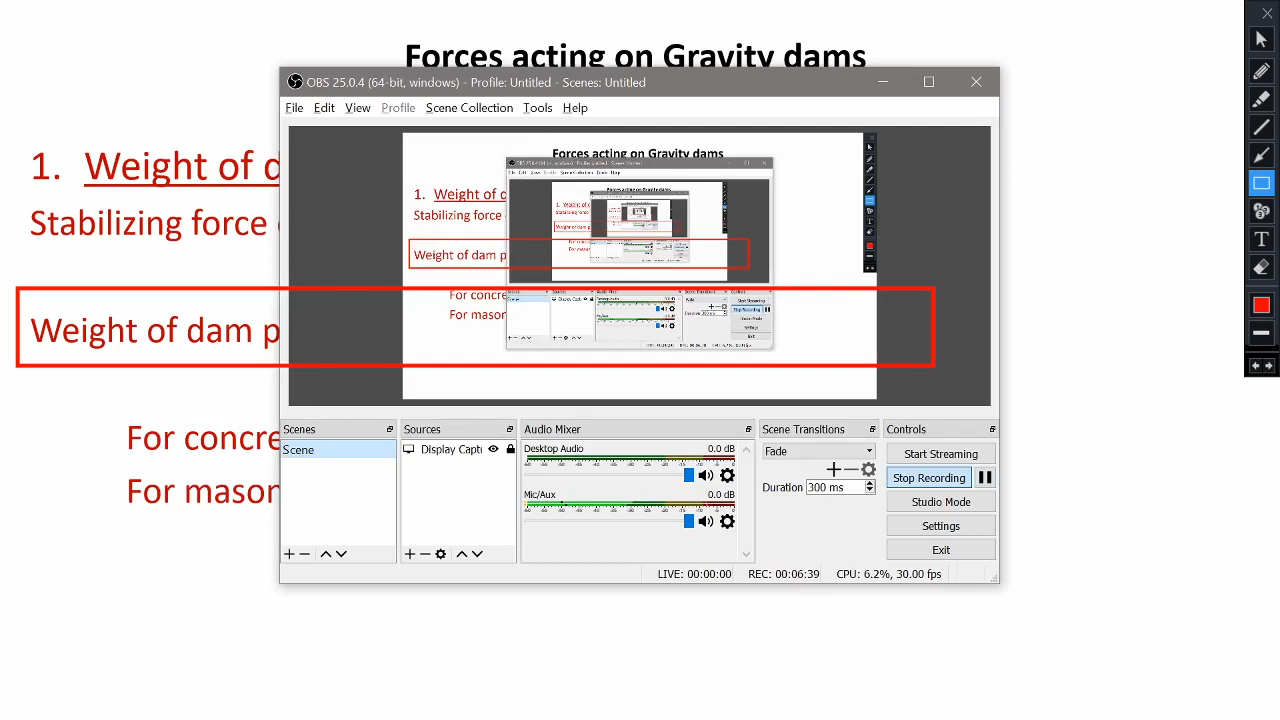 Forces acting on Gravity dams
OBS 25.0.4 (64-bit, windows) - Profile: Untitled - Scenes: Untitled
File Edit View Profile Scene Collection Tools Help
1. Weight of d
Stabilizing force
Weight of dam p
For concre
For mason
Forces acting on Gravity dams
1. Weight of d
Stabilizing force
Weight of dam p
For concre
For mason
Scenes
Scene
Sources
Display Captu
Audio Mixer
Desktop Audio 0.0 dB
Mic/Aux 0.0 dB
Scene Transitions
Fade
Duration 300 ms
Controls
Start Streaming
Stop Recording
Studio Mode
Settings
Exit
LIVE: 00:00:00 REC: 00:06:39 CPU: 6.2%, 30.00 fps